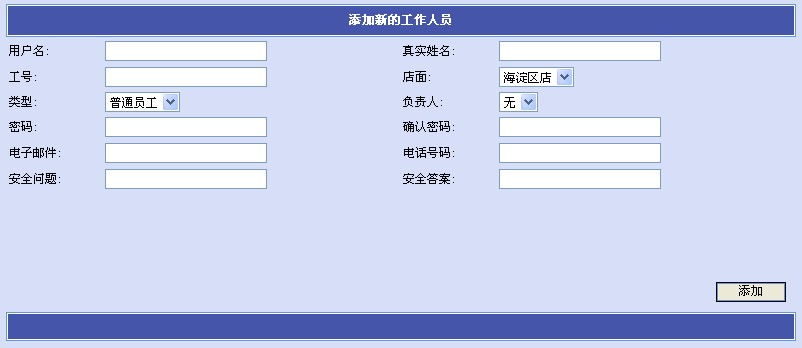 添加新的工作人员
用户名: 真实姓名:
工号: 店面: 海淀区店
类型: 普通员工 负责人: 无
密码: 确认密码:
电子邮件: 电话号码:
安全问题: 安全答案:
添加